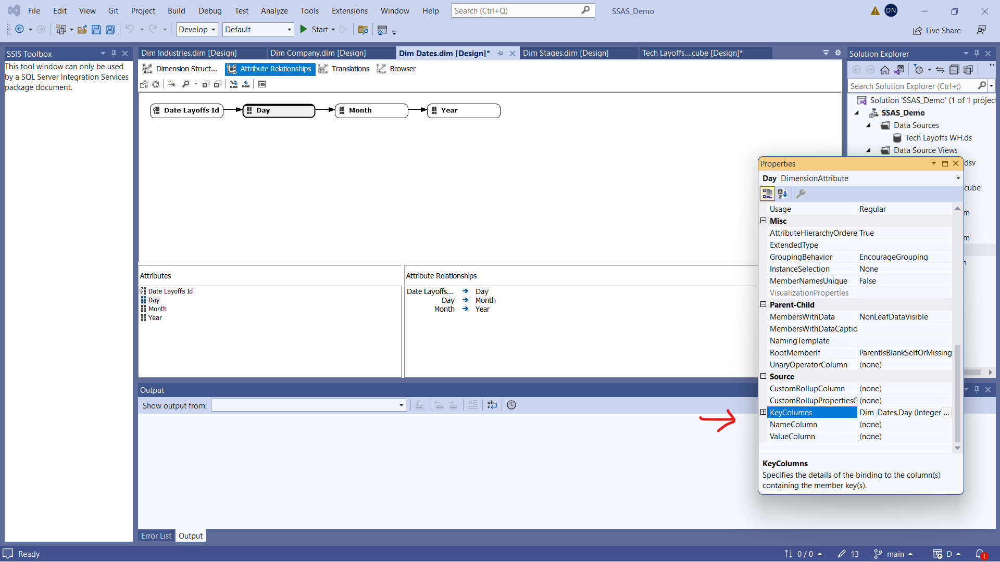 File Edit View Git Project Build Debug Test Analyze Tools Extensions Window Help Search (Ctrl+Q) SSAS_Demo DN
Develop Default Start Live Share
SSIS Toolbox
This tool window can only be used
by a SQL Server Integration Services
package document.
Dim Industries.dim [Design] Dim Company.dim [Design] Dim Dates.dim [Design]* Dim Stages.dim [Design] Tech Layoffs....cube [Design]*
Dimension Struct... Attribute Relationships Translations Browser
Date Layoffs Id Day Month Year
Attributes
Date Layoffs Id
Day
Month
Year
Attribute Relationships
Date Layoffs... Day
Day Month
Month Year
Output
Show output from:
Error List Output
Solution Explorer
Search Solution Explorer (Ctrl+;)
Solution 'SSAS_Demo' (1 of 1 project
SSAS_Demo
Data Sources
Tech Layoffs WH.ds
Data Source Views
dsv
cube
m
m
Properties
Day DimensionAttribute
Usage Regular
Misc
AttributeHierarchyOrdere True
ExtendedType
GroupingBehavior EncourageGrouping
InstanceSelection None
MemberNamesUnique False
VisualizationProperties
Parent-Child
MembersWithData NonLeafDataVisible
MembersWithDataCaptio
NamingTemplate
RootMemberIf ParentIsBlankSelfOrMissing
UnaryOperatorColumn (none)
Source
CustomRollupColumn (none)
CustomRollupPropertiesC (none)
KeyColumns Dim_Dates.Day (Integer) ...
NameColumn (none)
ValueColumn (none)
KeyColumns
Specifies the details of the binding to the column(s)
containing the member key(s).
Ready 0 / 0 13 main D 1